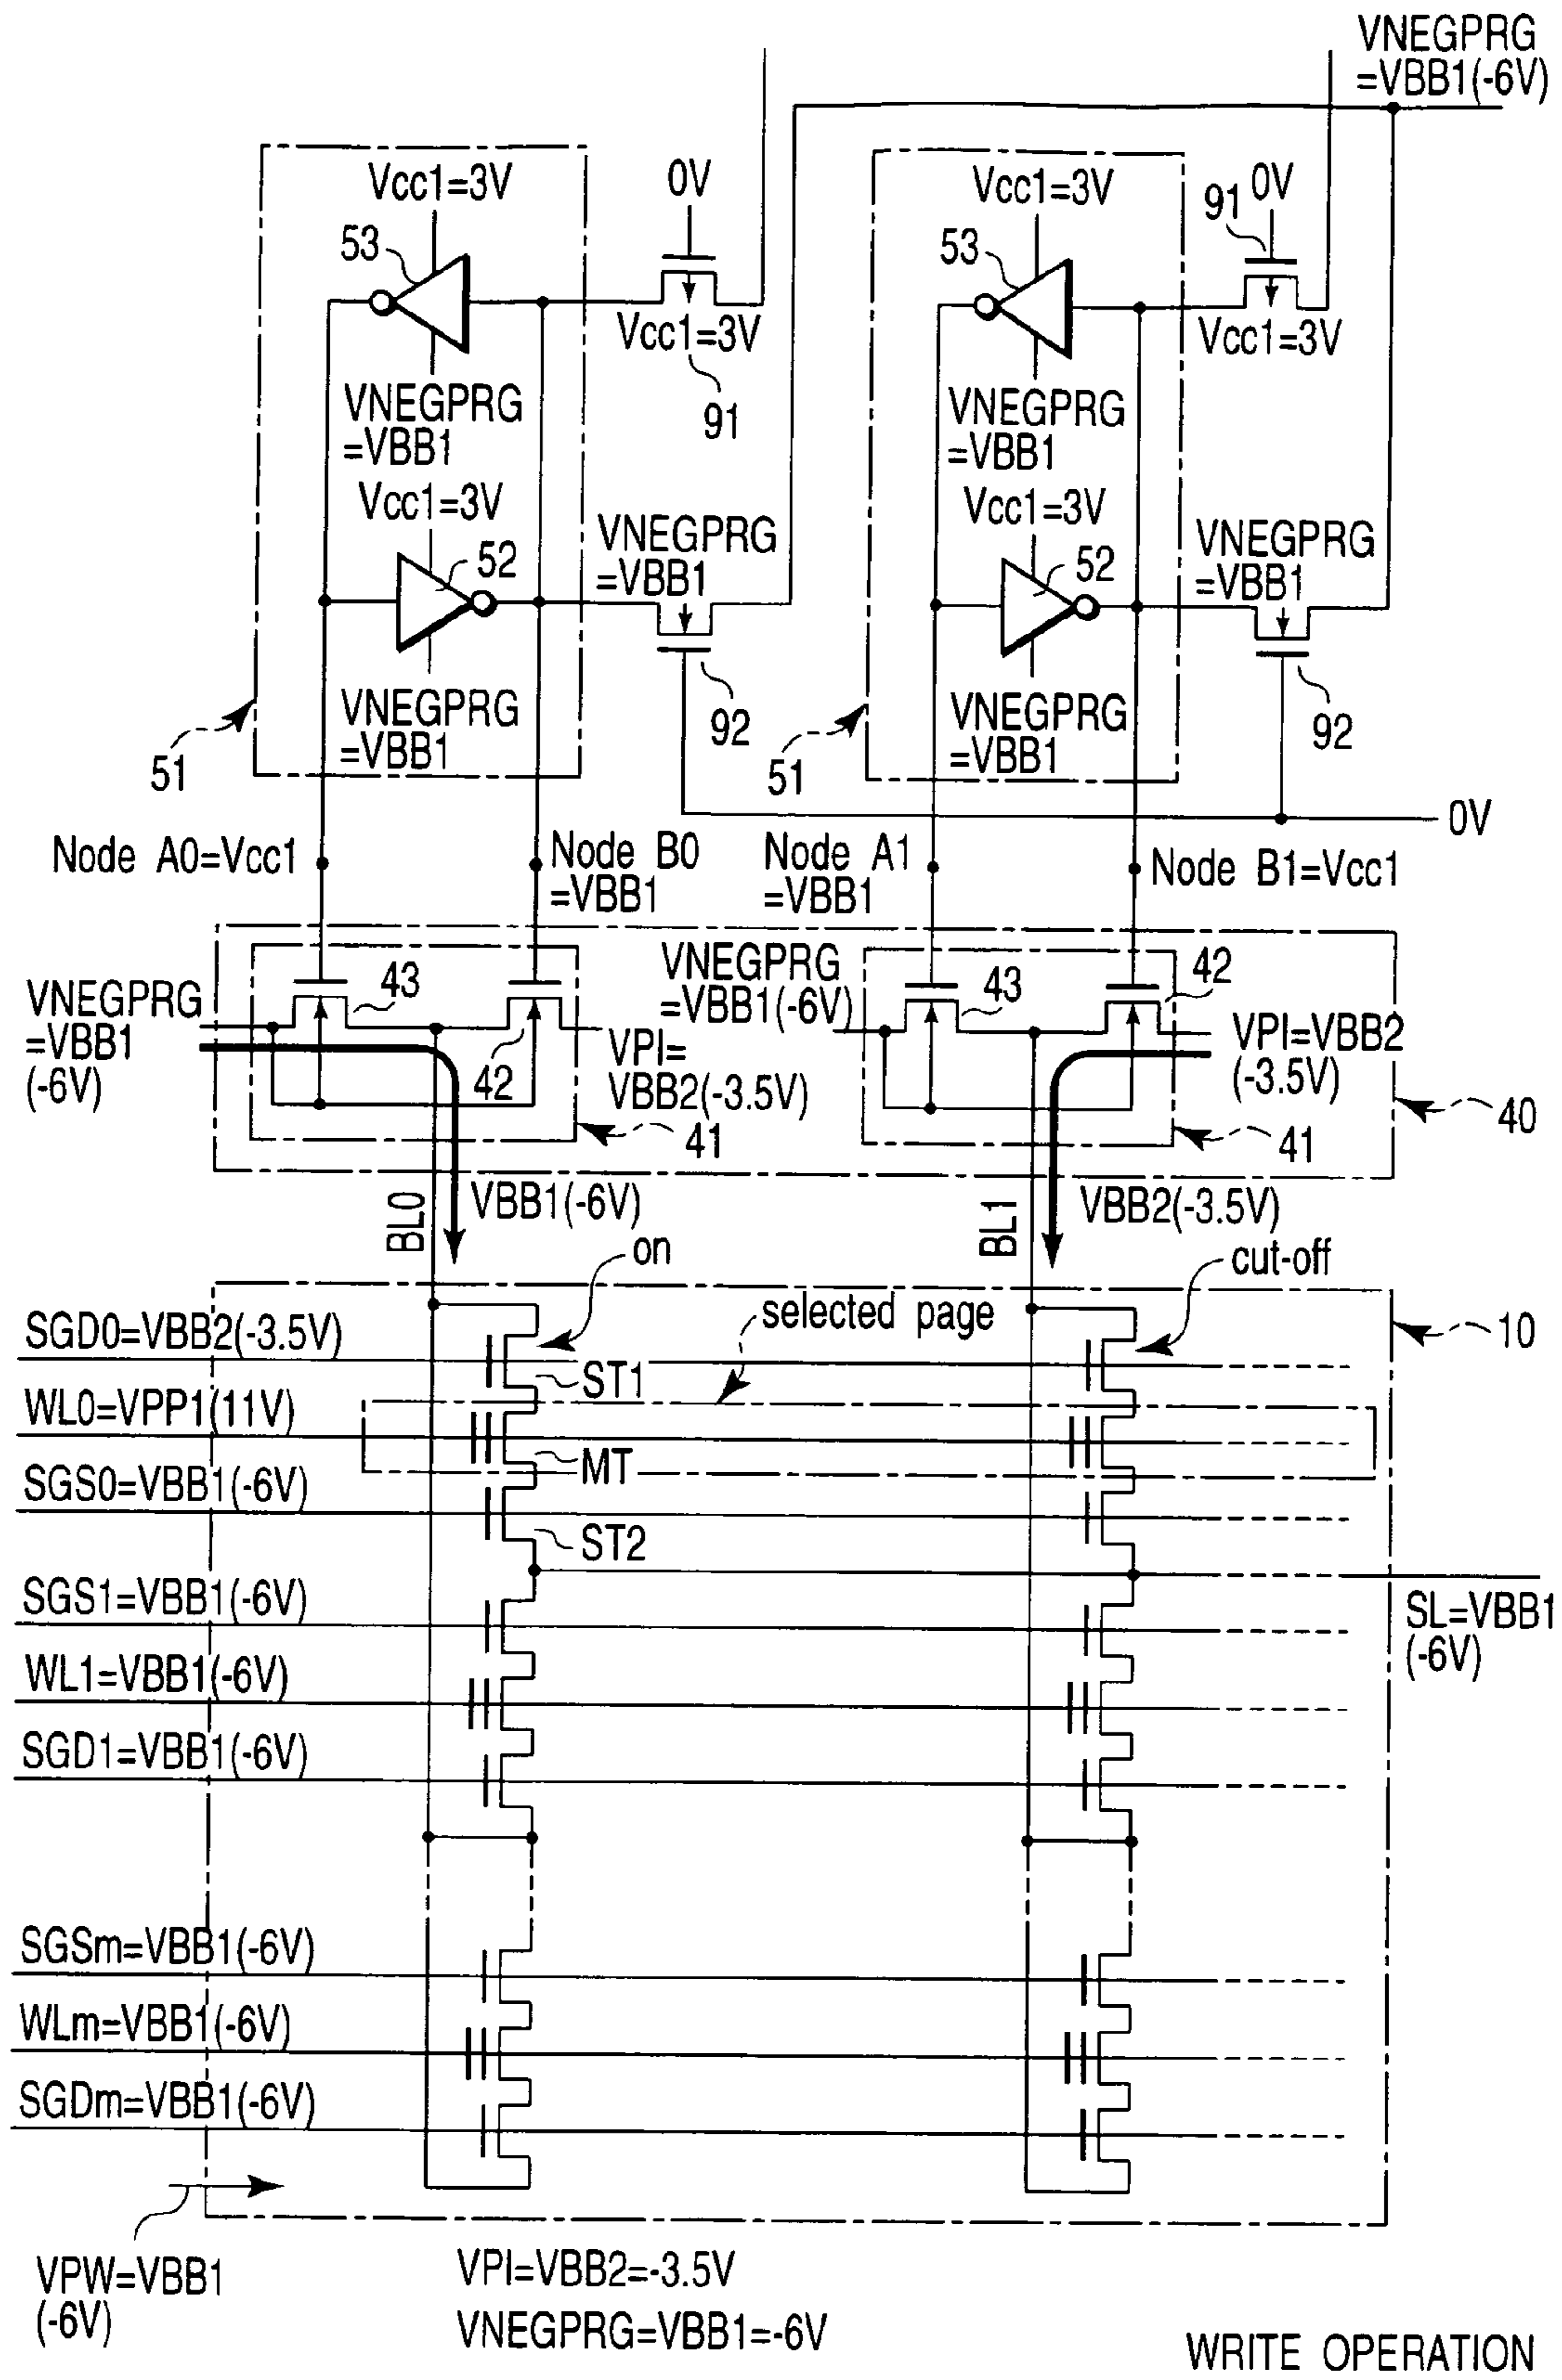 VNEGPRG
=VBB1(-6V)
Vcc1=3V
0V
Vcc1=3V
91
0V
53
53
Vcc1=3V
Vcc1=3V
VNEGPRG
=VBB1
91
VNEGPRG
=VBB1
Vcc1=3V
52
VNEGPRG
=VBB1
Vcc1=3V
52
VNEGPRG
=VBB1
VNEGPRG
=VBB1
92
VNEGPRG
=VBB1
92
51
51
0V
Node A0=Vcc1
Node B0
=VBB1
Node A1
=VBB1
Node B1=Vcc1
VNEGPRG
=VBB1
(-6V)
43
42
VPI=
VBB2(-3.5V)
VNEGPRG
=VBB1(-6V)
43
42
VPI=VBB2
(-3.5V)
41
41
40
BL0
VBB1(-6V)
BL1
VBB2(-3.5V)
on
cut-off
selected page
10
SGD0=VBB2(-3.5V)
ST1
WL0=VPP1(11V)
MT
SGS0=VBB1(-6V)
ST2
SGS1=VBB1(-6V)
SL=VBB1
(-6V)
WL1=VBB1(-6V)
SGD1=VBB1(-6V)
SGSm=VBB1(-6V)
WLm=VBB1(-6V)
SGDm=VBB1(-6V)
VPW=VBB1
(-6V)
VPI=VBB2=-3.5V
VNEGPRG=VBB1=-6V
WRITE OPERATION